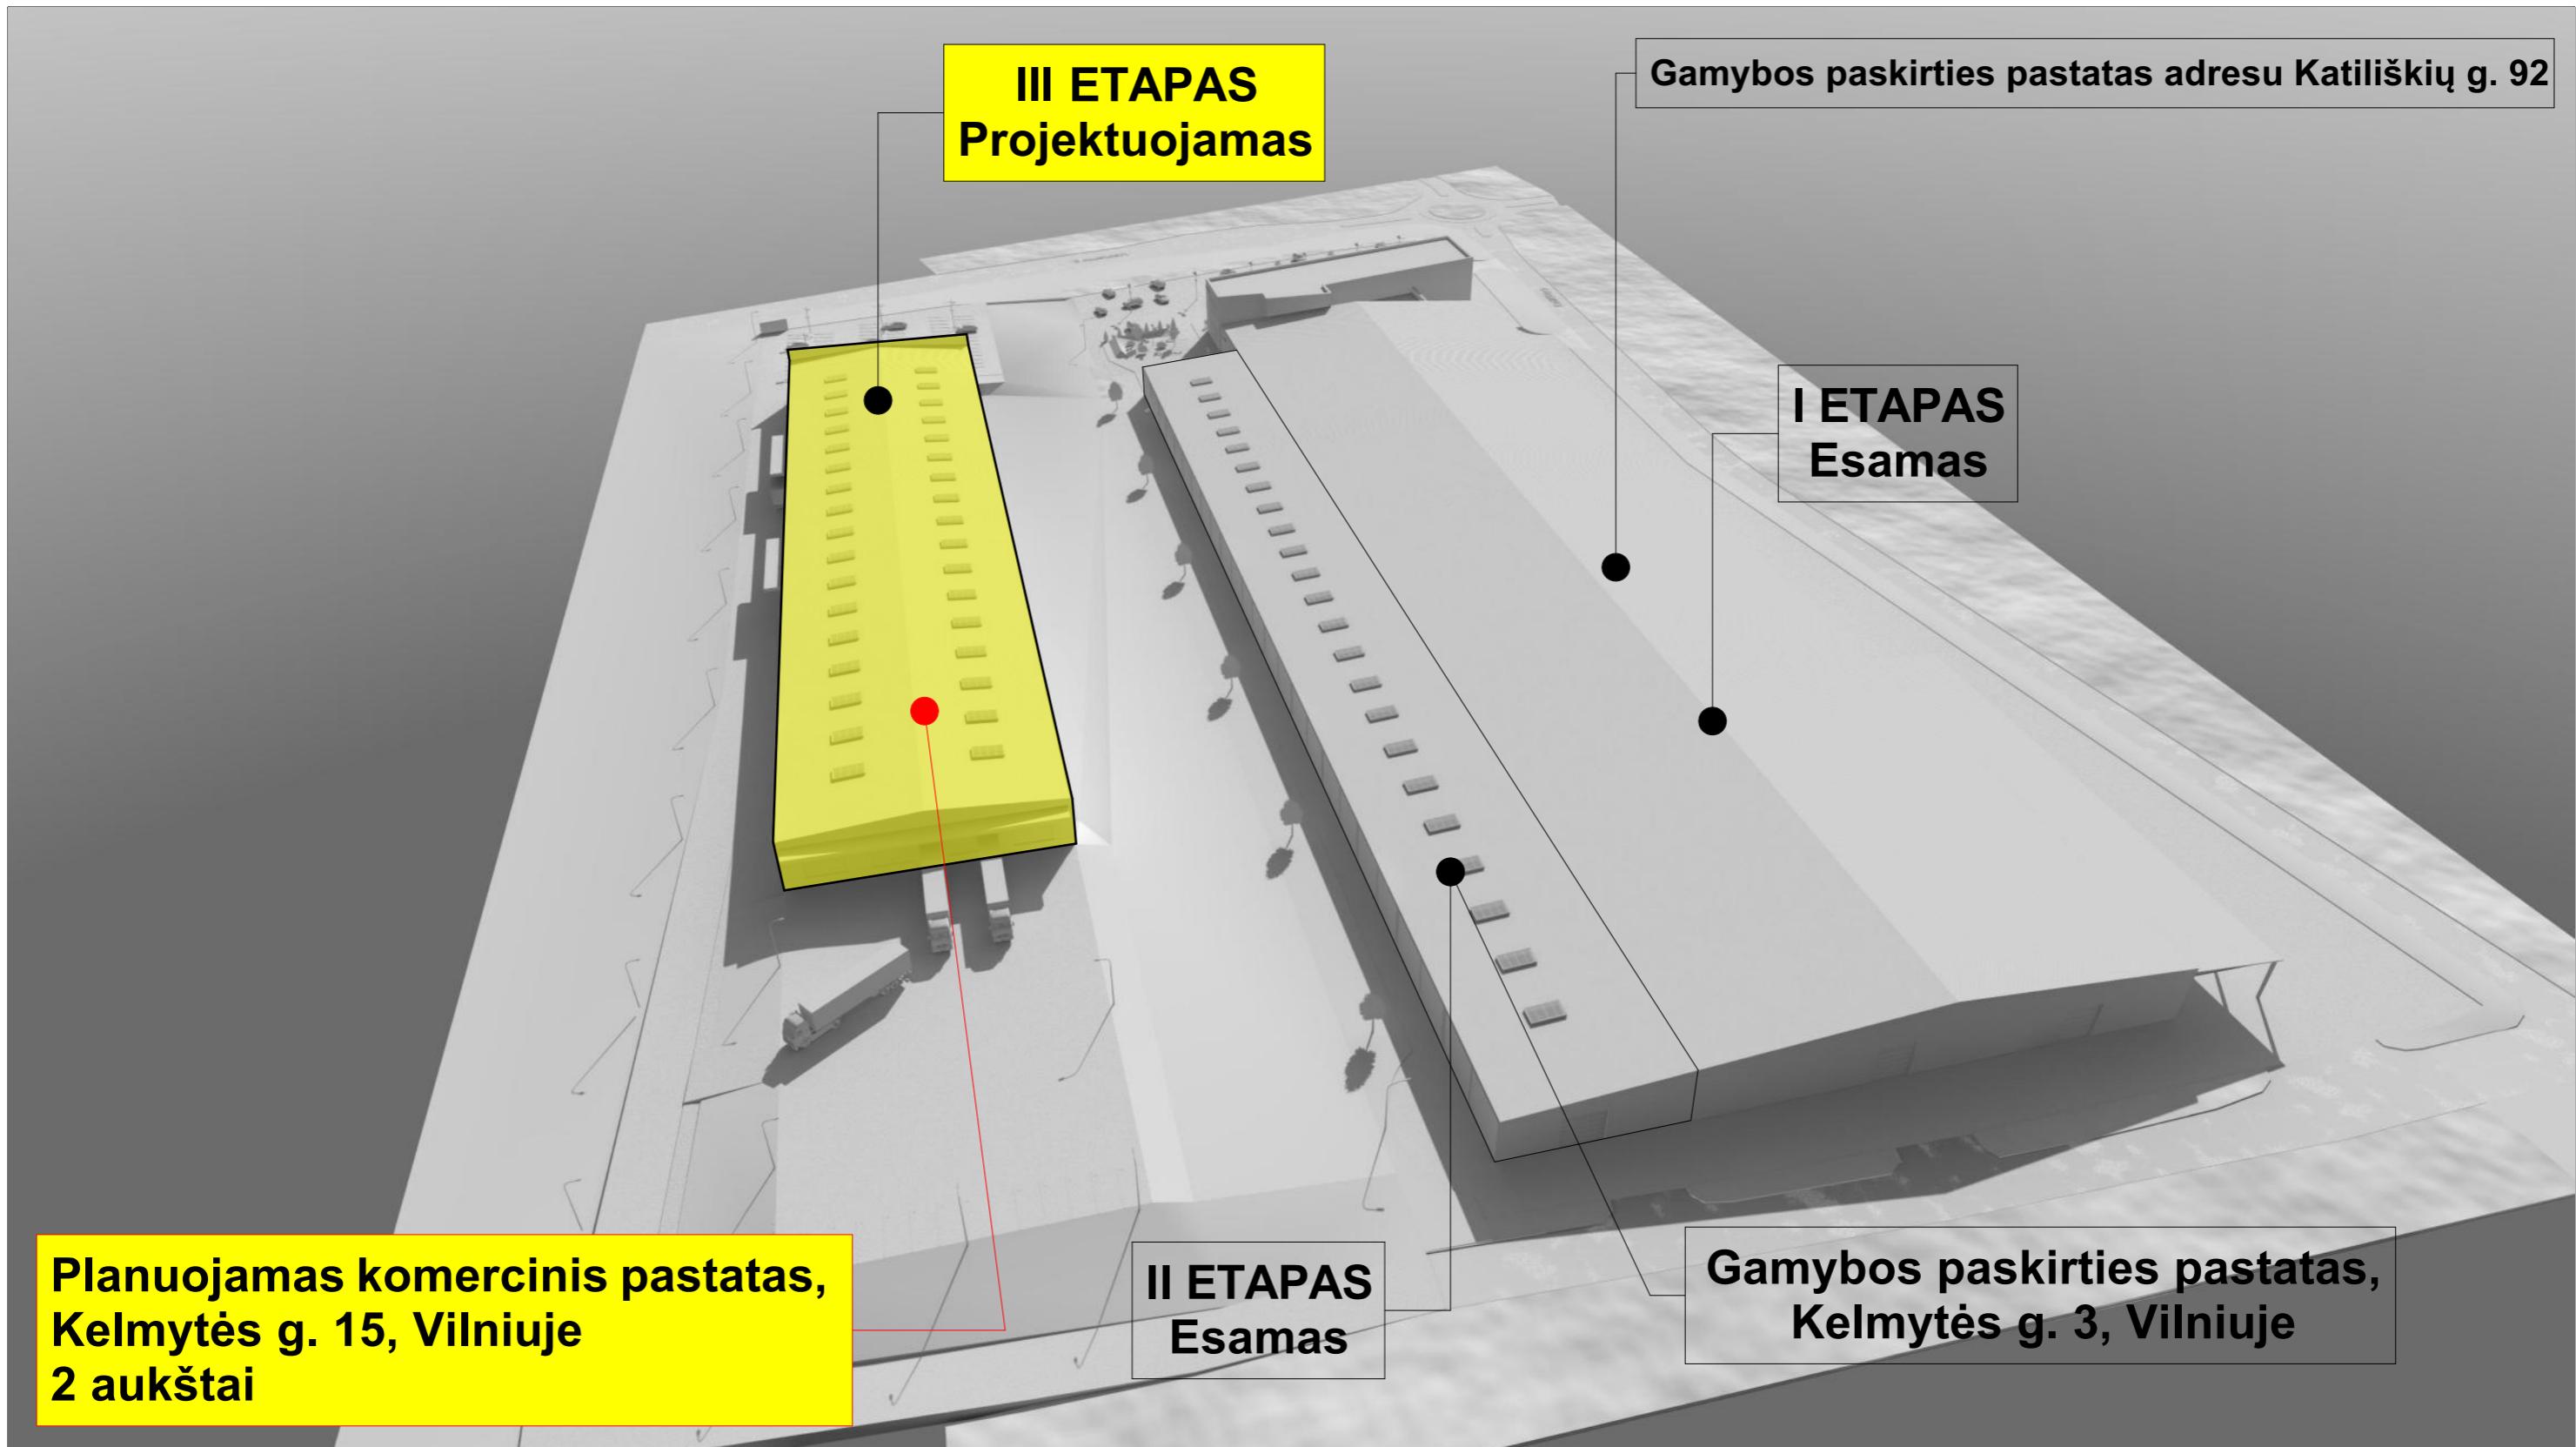 III ETAPAS
Projektuojamas
Gamybos paskirties pastatas adresu Katiliškių g. 92
I ETAPAS
Esamas
Planuojamas komercinis pastatas,
Kelmytės g. 15, Vilniuje
2 aukštai
II ETAPAS
Esamas
Gamybos paskirties pastatas,
Kelmytės g. 3, Vilniuje